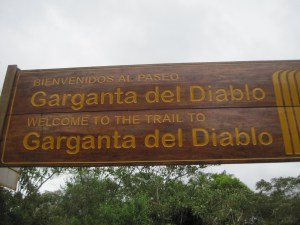 BIENVENIDOS AL PASEO
Garganta del Diablo
WELCOME TO THE TRAIL TO
Garganta del Diablo